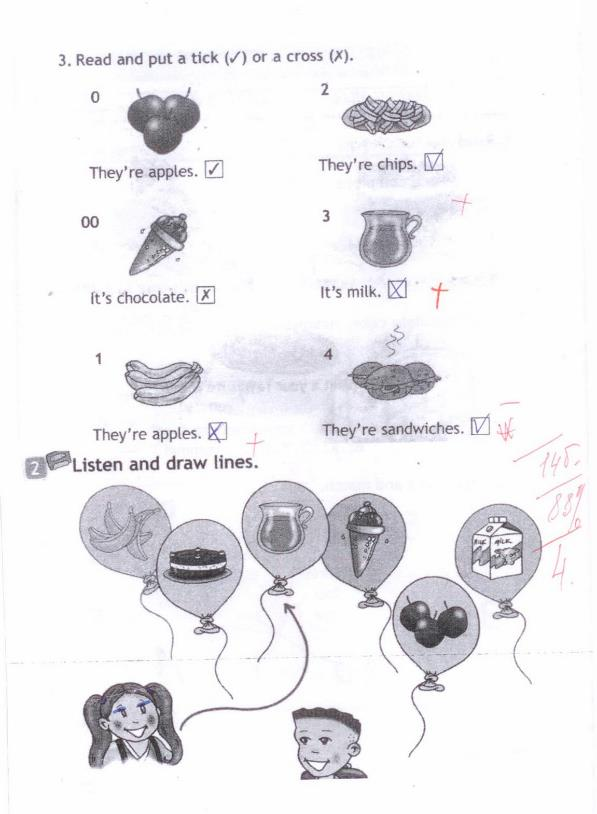 3. Read and put a tick (✓) or a cross (✗).
0
2
They're apples. ✓
They're chips. ✓
00
3
It's chocolate. ✗
It's milk. ✗
1
4
They're apples. ✗
They're sandwiches. ✓
2 Listen and draw lines.
MILK MILK
14б.
88%
4.